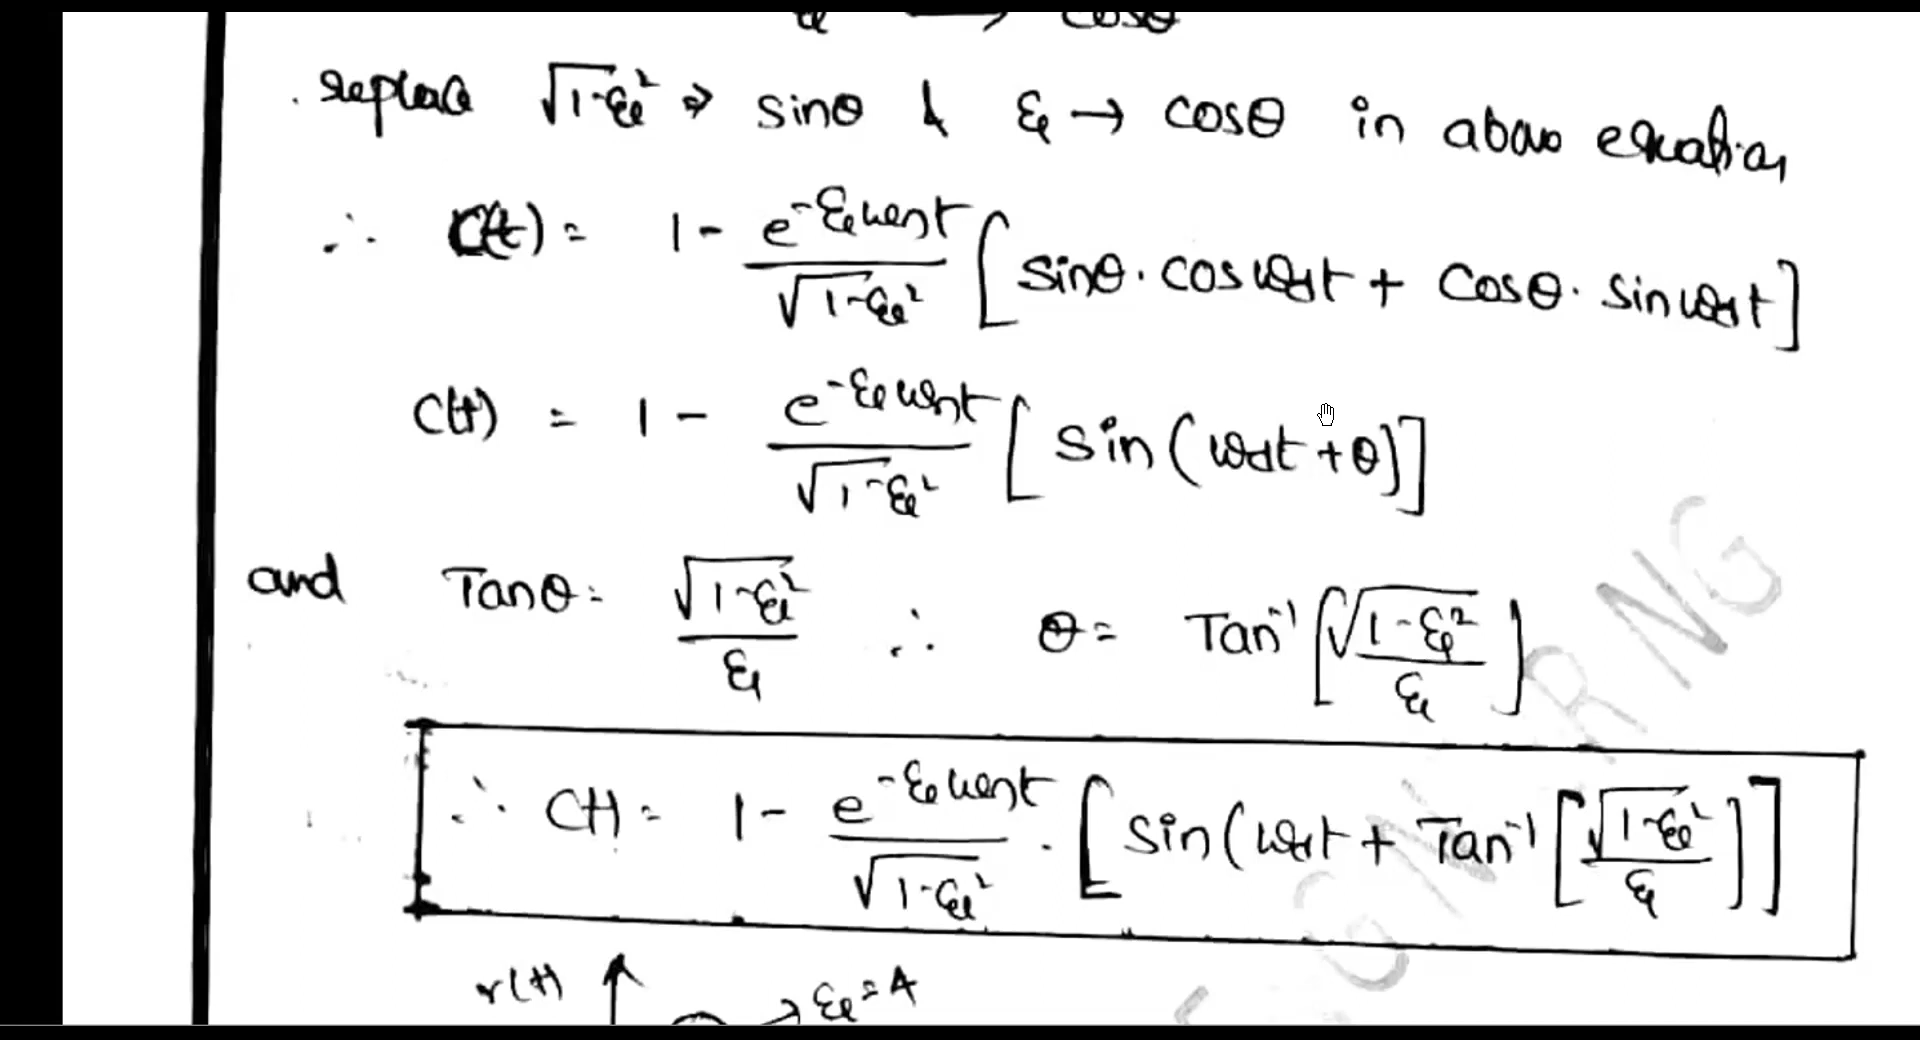 replace √1-ξ² ⇒ sinθ & ξ → cosθ in above equation
∴ C(t) = 1 - e^-ξωnt / √1-ξ² [sinθ. cosωdt + cosθ. sinωdt]
C(t) = 1 - e^-ξωnt / √1-ξ² [sin(ωdt + θ)]
and Tanθ = √1-ξ² / ξ ∴ θ = Tan⁻¹ [√1-ξ² / ξ]
∴ C(t) = 1 - e^-ξωnt / √1-ξ² . [sin(ωdt + Tan⁻¹ [√1-ξ² / ξ]]
r(t) → ξ =